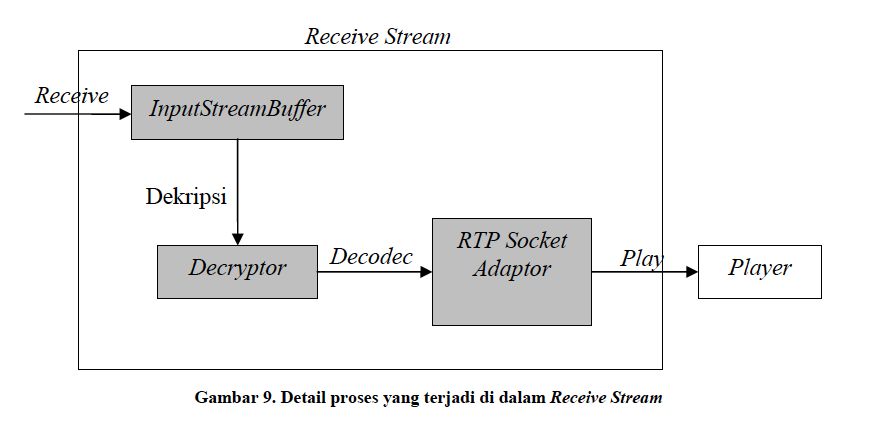 Receive Stream
Receive
InputStreamBuffer
Dekripsi
Decryptor
Decodec
RTP Socket
Adaptor
Play
Player
Gambar 9. Detail proses yang terjadi di dalam Receive Stream